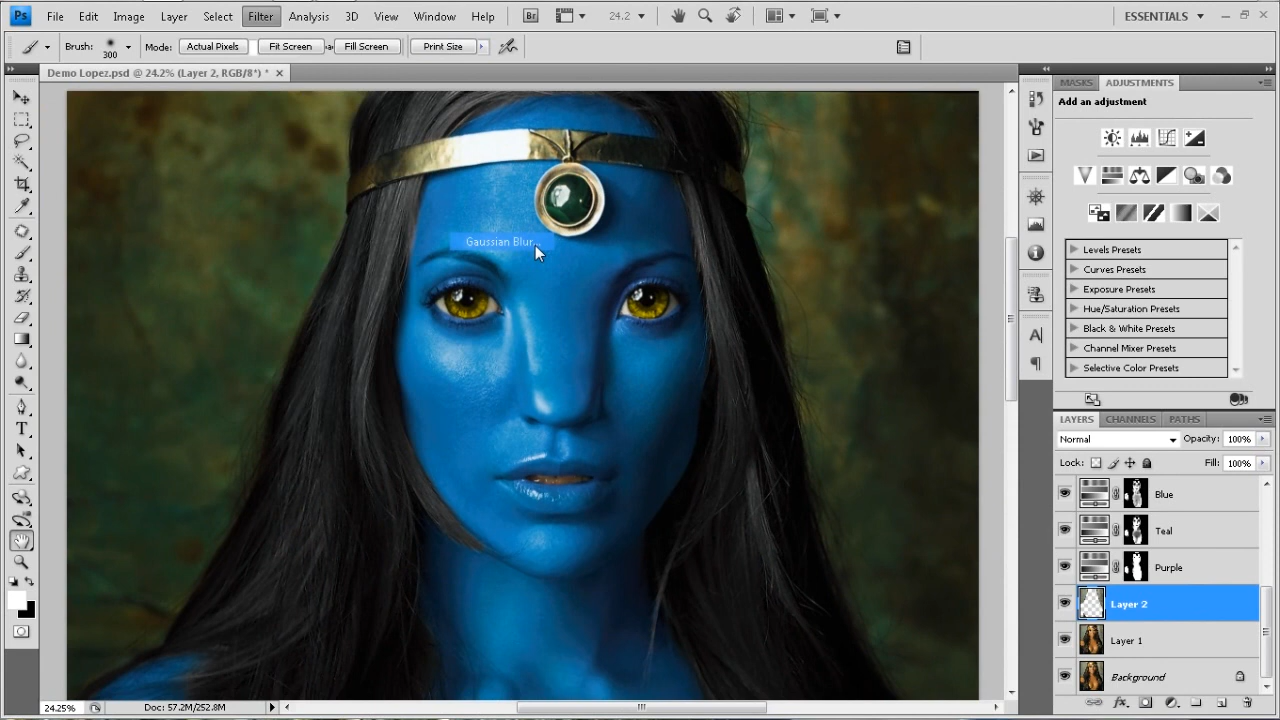 Ps File Edit Image Layer Select Filter Analysis 3D View Window Help Br 24.2 ESSENTIALS
Brush: 300 Mode: Actual Pixels Fit Screen Fill Screen Print Size
Demo Lopez.psd @ 24.2% (Layer 2, RGB/8*) *
MASKS ADJUSTMENTS
Add an adjustment
Gaussian Blur...
Levels Presets
Curves Presets
Exposure Presets
Hue/Saturation Presets
Black & White Presets
Channel Mixer Presets
Selective Color Presets
LAYERS CHANNELS PATHS
Normal Opacity: 100%
Lock: Fill: 100%
Blue
Teal
Purple
Layer 2
Layer 1
Background
24.25% Doc: 57.2M/252.8M